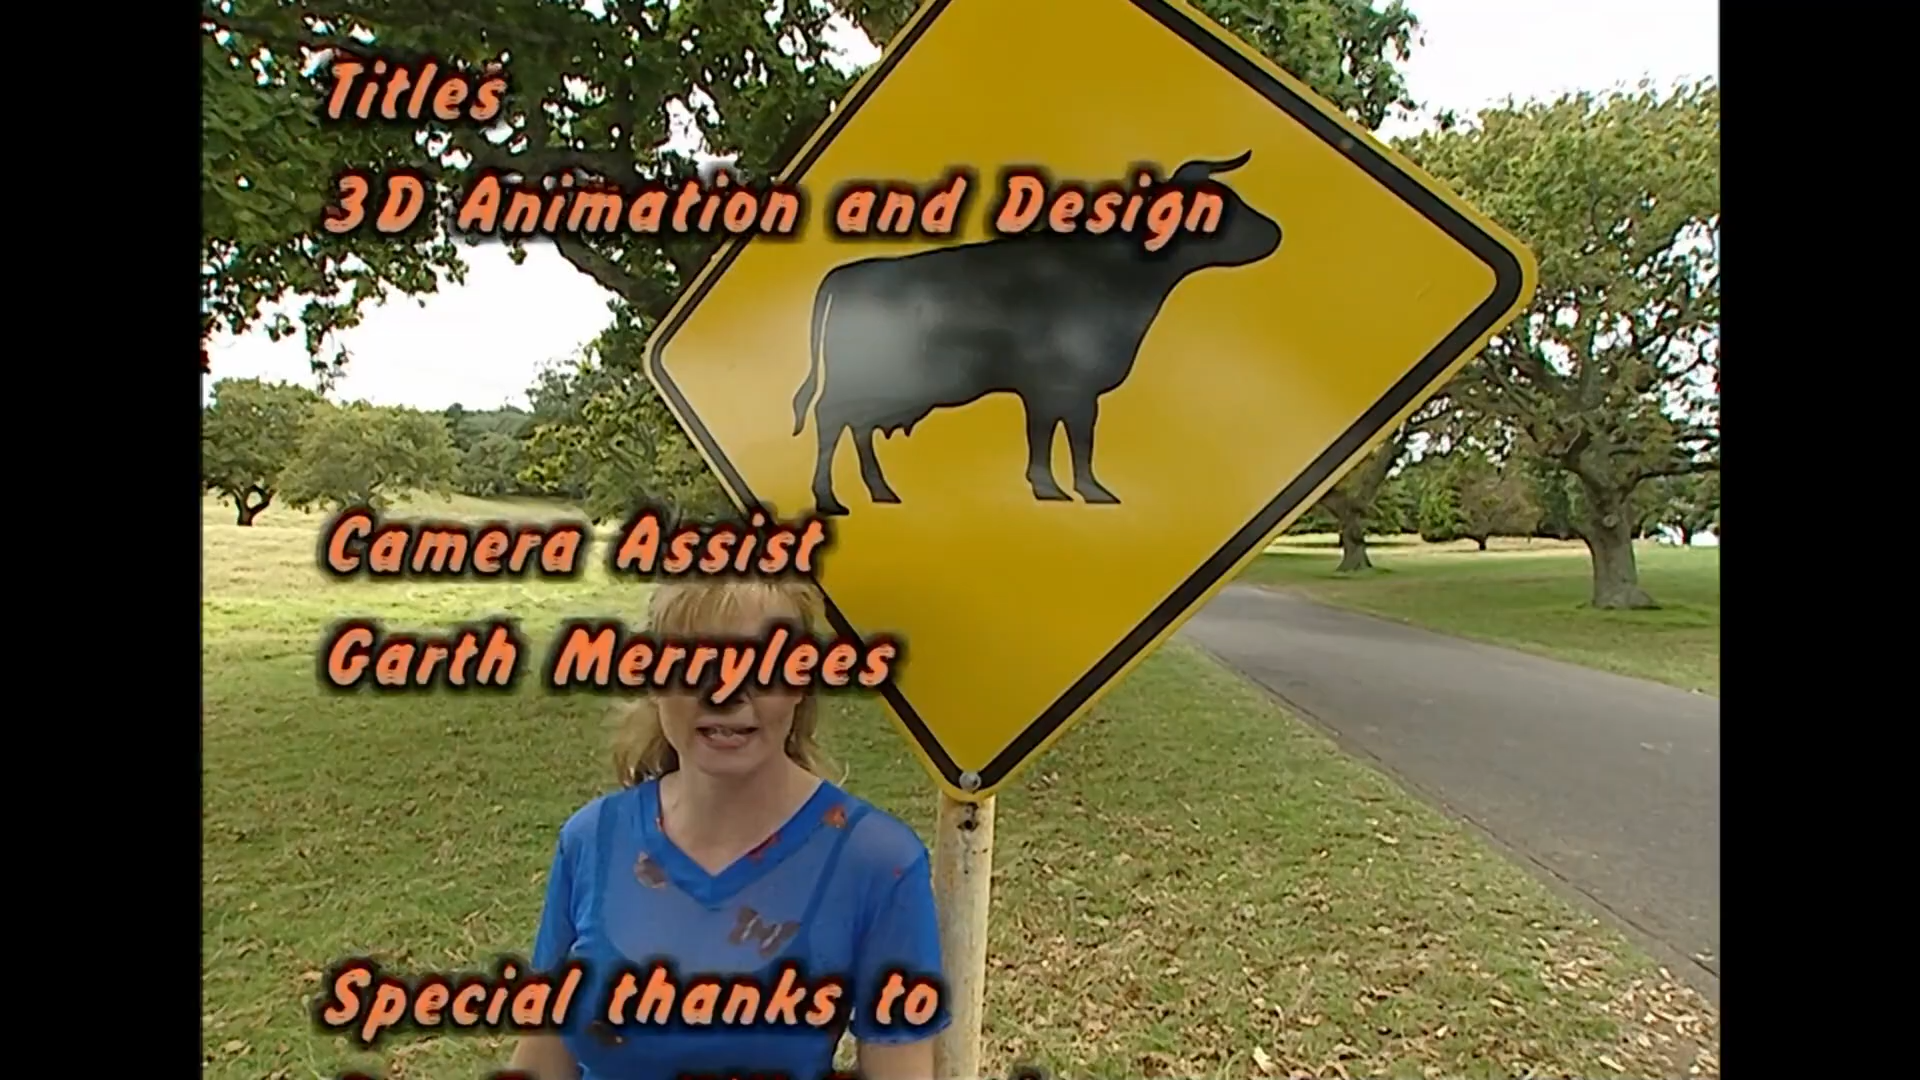 Titles
3D Animation and Design
Camera Assist
Garth Merrylees
Special thanks to